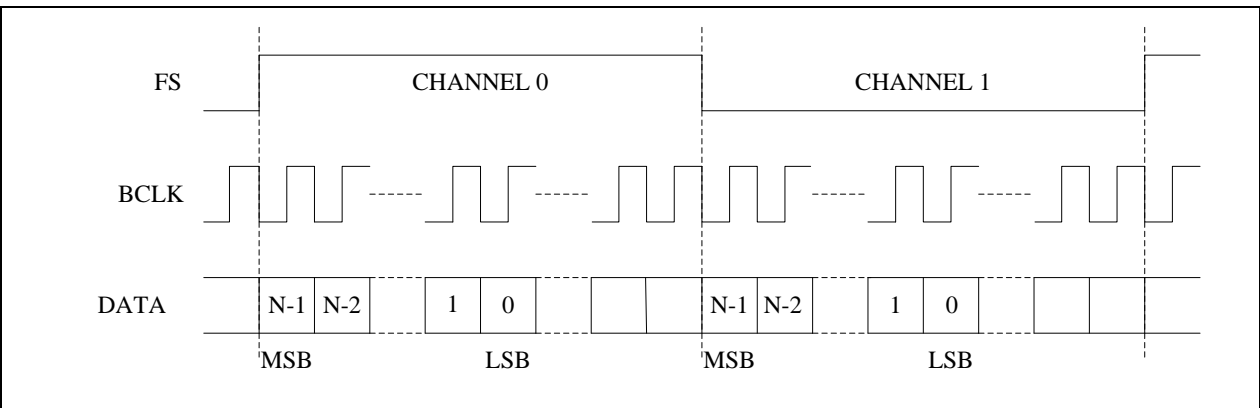 FS CHANNEL 0 CHANNEL 1
BCLK
DATA N-1 N-2 1 0 N-1 N-2 1 0
MSB LSB MSB LSB